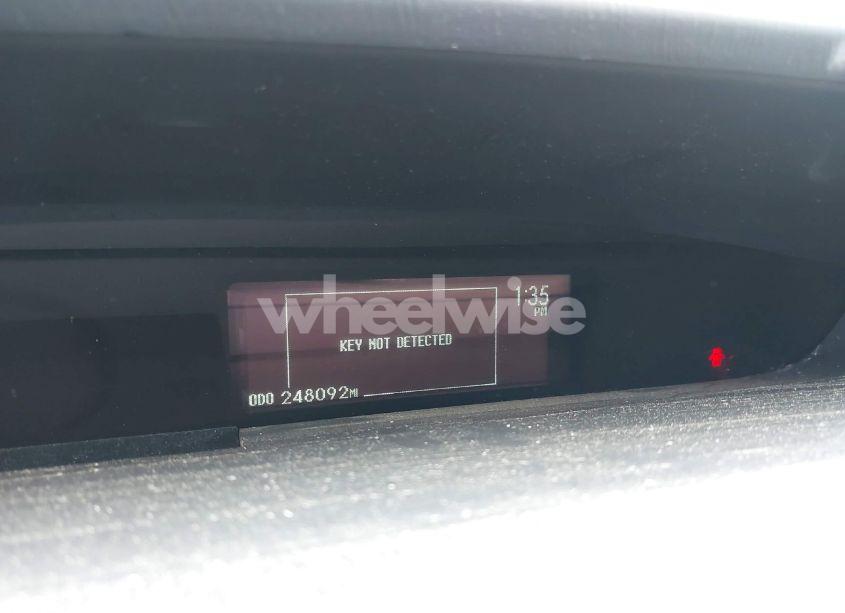 wheelwise
1:35
PM
KEY NOT DETECTED
ODO 248092MI